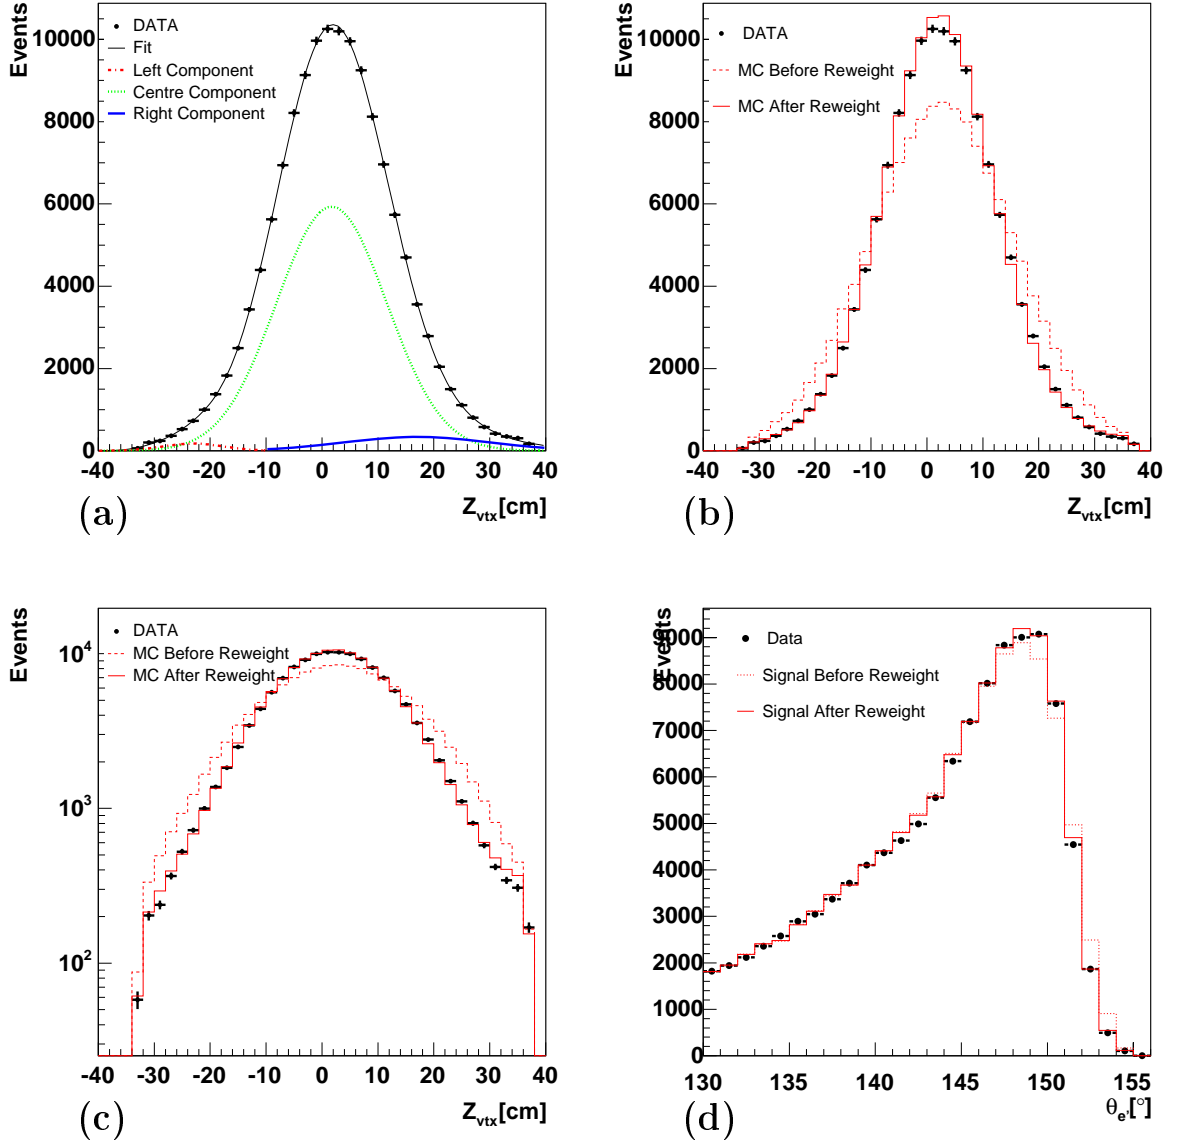 Events
10000
8000
6000
4000
2000
0
DATA
Fit
Left Component
Centre Component
Right Component
-40 -30 -20 -10 0 10 20 30 40
Z_vtx [cm]
(a)
Events
10000
8000
6000
4000
2000
0
DATA
MC Before Reweight
MC After Reweight
-40 -30 -20 -10 0 10 20 30 40
Z_vtx [cm]
(b)
Events
10^4
10^3
10^2
DATA
MC Before Reweight
MC After Reweight
-40 -30 -20 -10 0 10 20 30 40
Z_vtx [cm]
(c)
Events
9000
8000
7000
6000
5000
4000
3000
2000
1000
0
Data
Signal Before Reweight
Signal After Reweight
130 135 140 145 150 155
θ_e' [°]
(d)